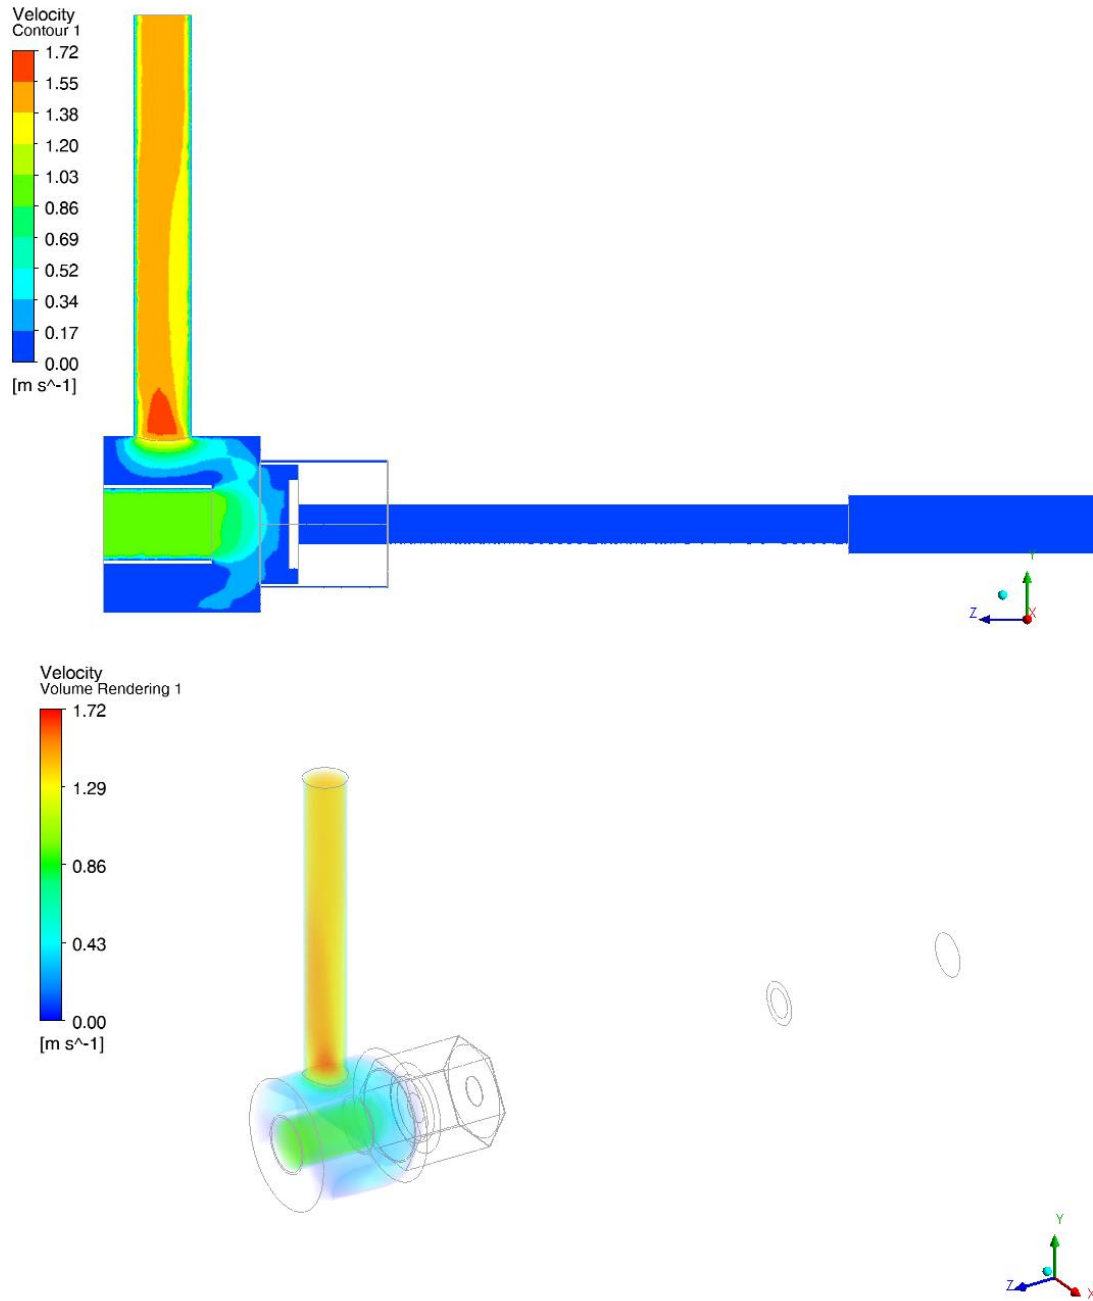 Velocity
Contour 1
1.72
1.55
1.38
1.20
1.03
0.86
0.69
0.52
0.34
0.17
0.00
[m s^-1]
Y
Z
X
Velocity
Volume Rendering 1
1.72
1.29
0.86
0.43
0.00
[m s^-1]
Y
Z
X